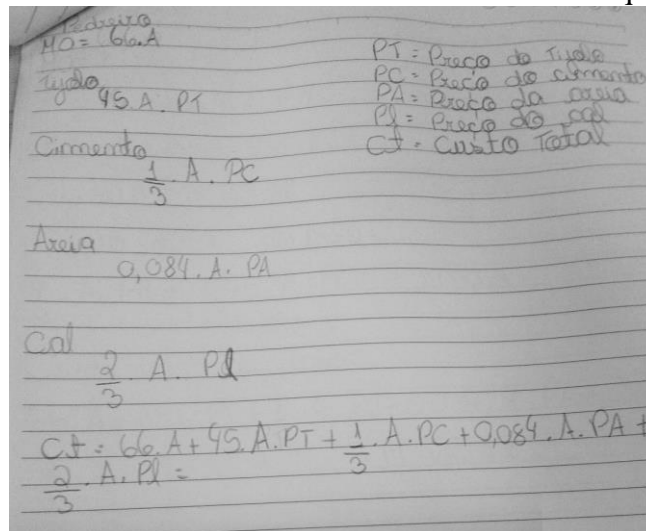 Pedreiro
MO = 66.A
PT = Preço do Tijolo
PC = Preço do cimento
PA = Preço da areia
Pl = Preço do cal
Ct = Custo Total
Tijolo
45.A.PT
Cimento
1/3 . A . PC
Areia
0,084. A. PA
Cal
2/3 . A . Pl
Ct = 66.A + 45.A.PT + 1/3 . A.PC + 0,084.A.PA +
2/3 . A. Pl =